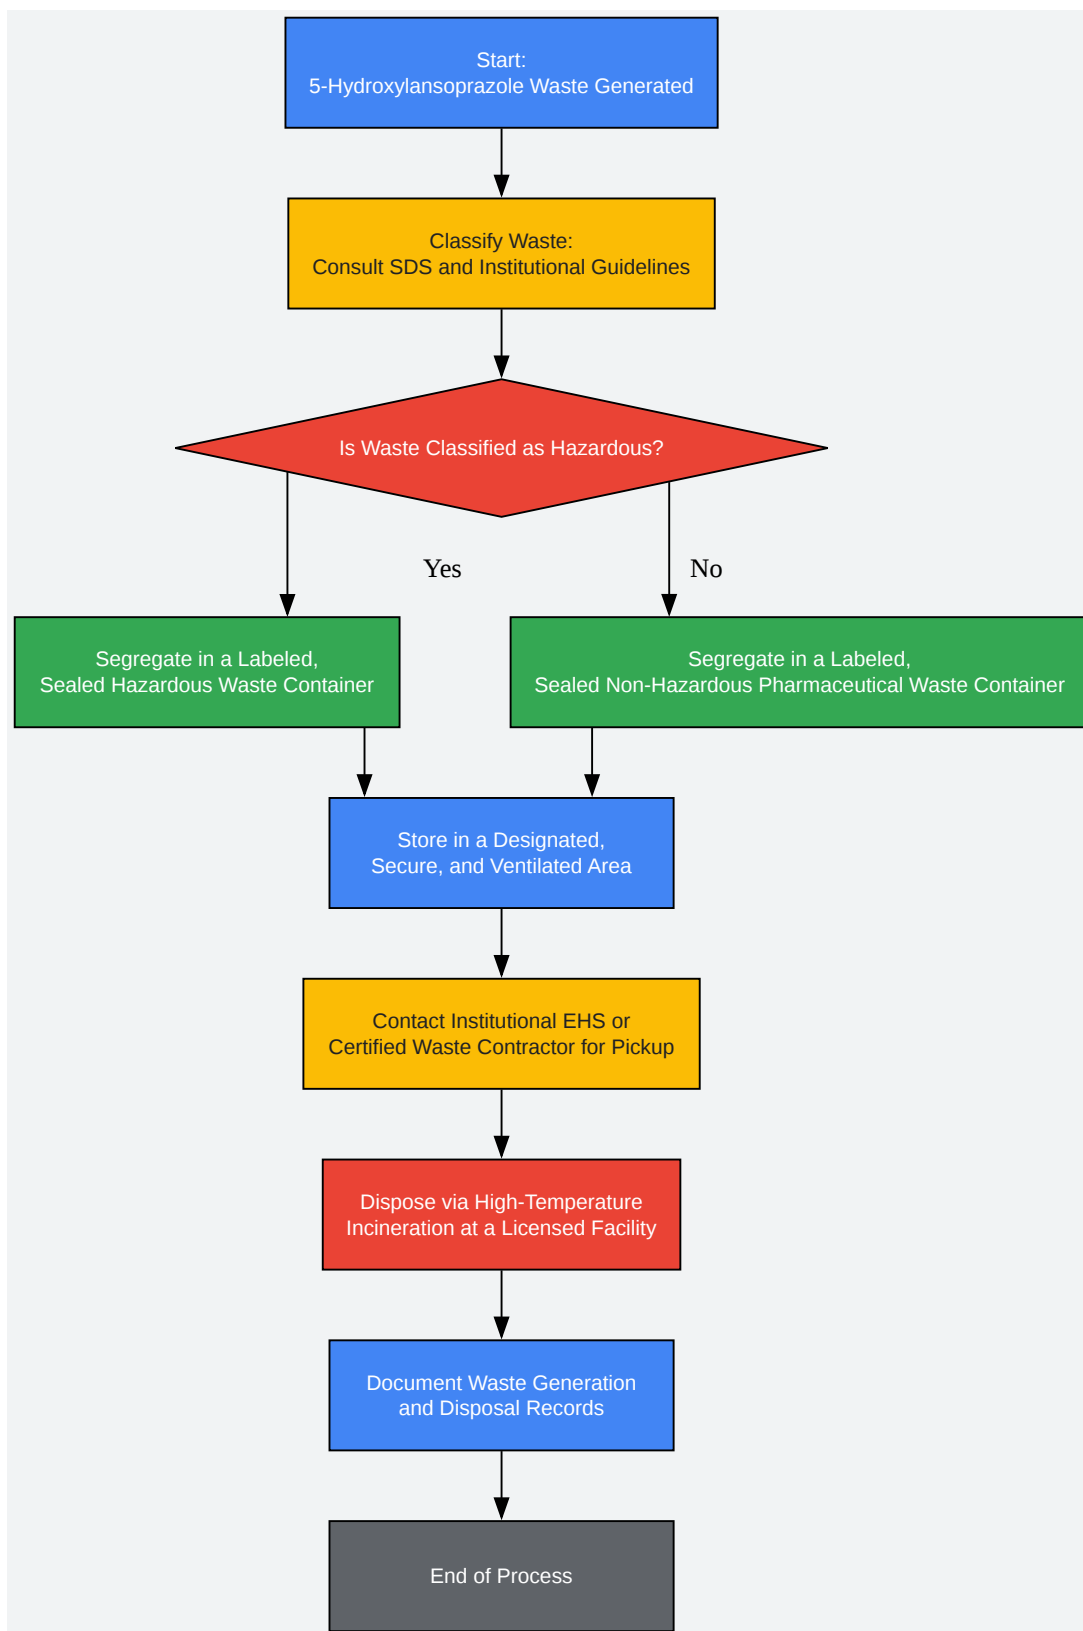 Start:
5-Hydroxylansoprazole Waste Generated
Classify Waste:
Consult SDS and Institutional Guidelines
Is Waste Classified as Hazardous?
Yes
No
Segregate in a Labeled,
Sealed Hazardous Waste Container
Segregate in a Labeled,
Sealed Non-Hazardous Pharmaceutical Waste Container
Store in a Designated,
Secure, and Ventilated Area
Contact Institutional EHS or
Certified Waste Contractor for Pickup
Dispose via High-Temperature
Incineration at a Licensed Facility
Document Waste Generation
and Disposal Records
End of Process